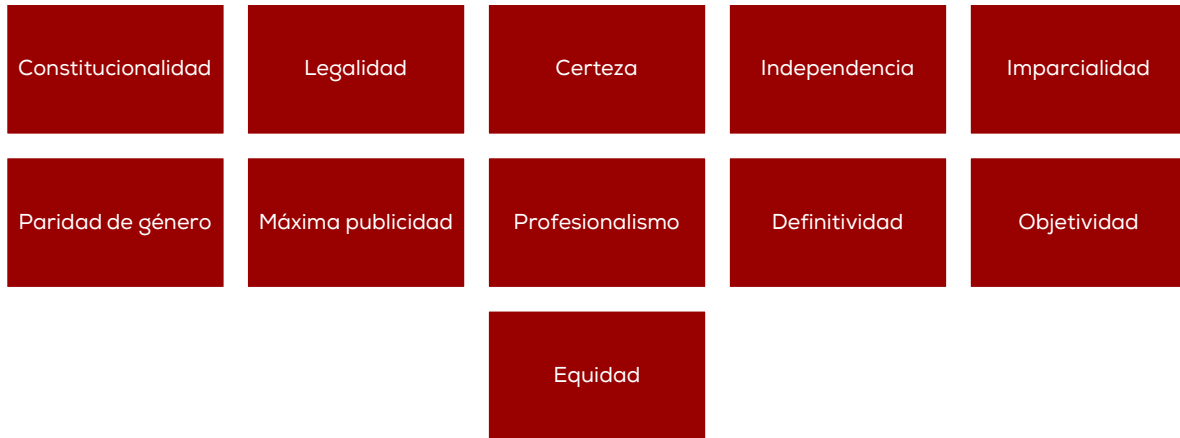 Constitucionalidad
Legalidad
Certeza
Independencia
Imparcialidad
Paridad de género
Máxima publicidad
Profesionalismo
Definitividad
Objetividad
Equidad